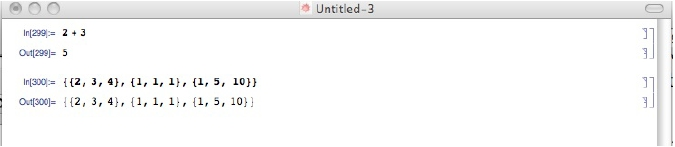 Untitled-3
In[299]:= 2 + 3
Out[299]= 5
In[300]:= {{2, 3, 4}, {1, 1, 1}, {1, 5, 10}}
Out[300]= {{2, 3, 4}, {1, 1, 1}, {1, 5, 10}}